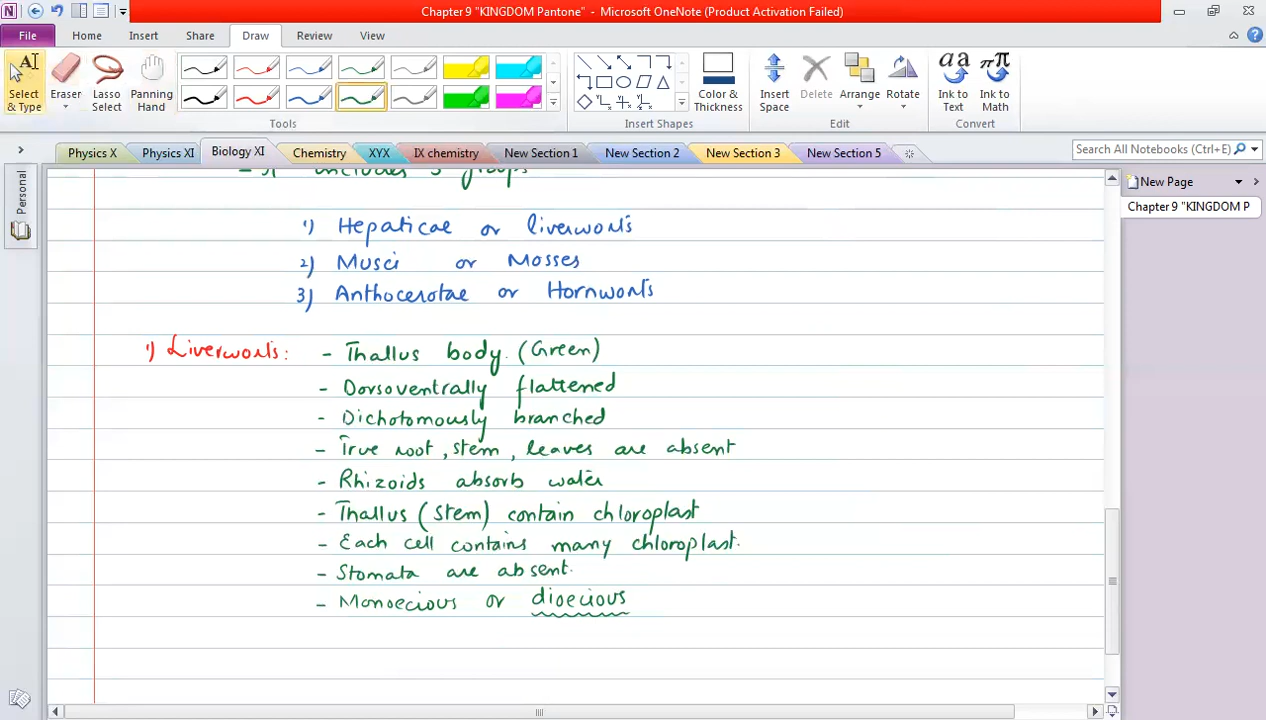 Chapter 9 "KINGDOM Pantone" - Microsoft OneNote (Product Activation Failed)
File Home Insert Share Draw Review View
Select & Type
Eraser
Lasso Select
Panning Hand
Color & Thickness
Insert Space
Delete
Arrange
Rotate
Ink to Text
Ink to Math
Tools Insert Shapes Edit Convert
Physics X Physics XI Biology XI Chemistry XYX IX chemistry New Section 1 New Section 2 New Section 3 New Section 5
Search All Notebooks (Ctrl+E)
Personal
New Page
Chapter 9 "KINGDOM P
- It includes 3 groups
1) Hepaticae or liverworts
2) Musci or Mosses
3) Anthocerotae or Hornworts
1) Liverworts: - Thallus body. (Green)
- Dorsoventrally flattened
- Dichotomously branched
- True root, stem, leaves are absent
- Rhizoids absorb water
- Thallus (stem) contain chloroplast
- Each cell contains many chloroplast.
- Stomata are absent.
- Monoecious or dioecious